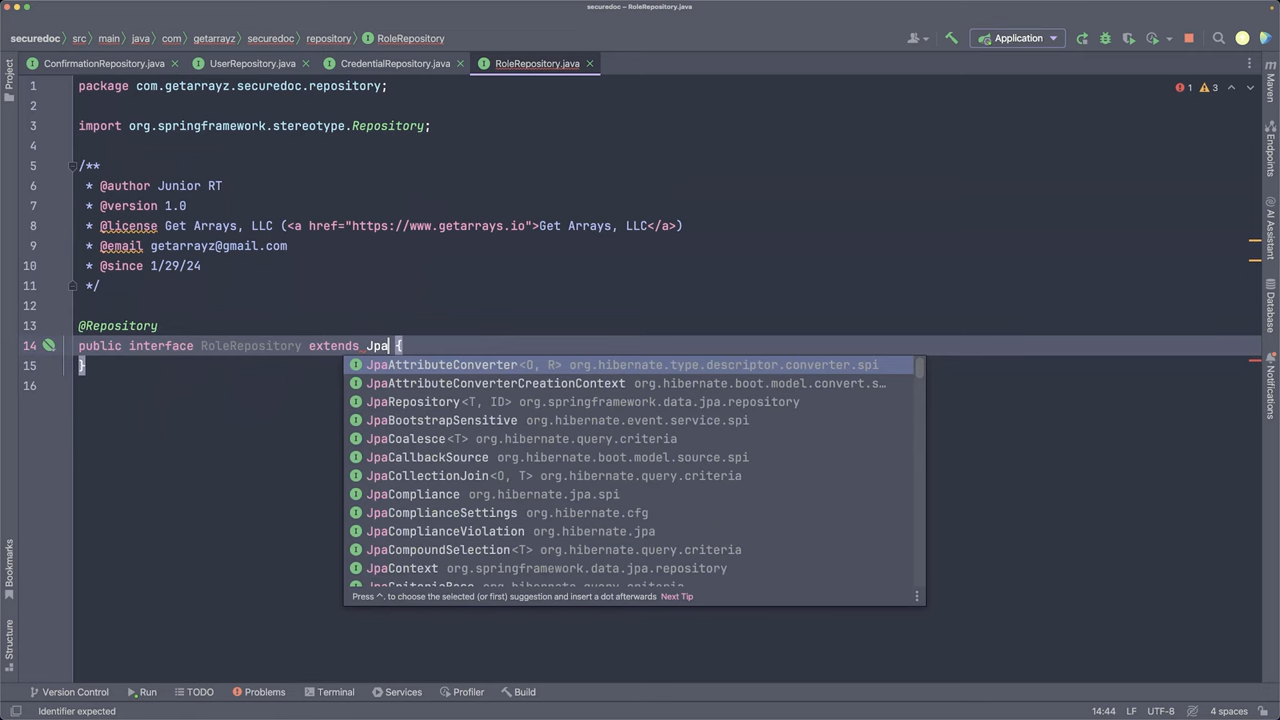 securedoc – RoleRepository.java
securedoc src main java com getarrayz securedoc repository RoleRepository
Application
ConfirmationRepository.java UserRepository.java CredentialRepository.java RoleRepository.java
Project
Bookmarks
Structure
1 package com.getarrayz.securedoc.repository;
1 3
2
3 import org.springframework.stereotype.Repository;
4
5 /**
6 * @author Junior RT
7 * @version 1.0
8 * @license Get Arrays, LLC (<a href="https://www.getarrays.io">Get Arrays, LLC</a>)
9 * @email getarrayz@gmail.com
10 * @since 1/29/24
11 */
12
13 @Repository
14 public interface RoleRepository extends Jpa {
15 }
16
JpaAttributeConverter<O, R> org.hibernate.type.descriptor.converter.spi
JpaAttributeConverterCreationContext org.hibernate.boot.model.convert.s…
JpaRepository<T, ID> org.springframework.data.jpa.repository
JpaBootstrapSensitive org.hibernate.event.service.spi
JpaCoalesce<T> org.hibernate.query.criteria
JpaCallbackSource org.hibernate.boot.model.source.spi
JpaCollectionJoin<O, T> org.hibernate.query.criteria
JpaCompliance org.hibernate.jpa.spi
JpaComplianceSettings org.hibernate.cfg
JpaComplianceViolation org.hibernate.jpa
JpaCompoundSelection<T> org.hibernate.query.criteria
JpaContext org.springframework.data.jpa.repository
JpaCriteriaBase org.hibernate.query.criteria
Press ^. to choose the selected (or first) suggestion and insert a dot afterwards Next Tip
m
Maven
Endpoints
AI Assistant
Database
Notifications
Version Control Run TODO Problems Terminal Services Profiler Build
Identifier expected 14:44 LF UTF-8 4 spaces